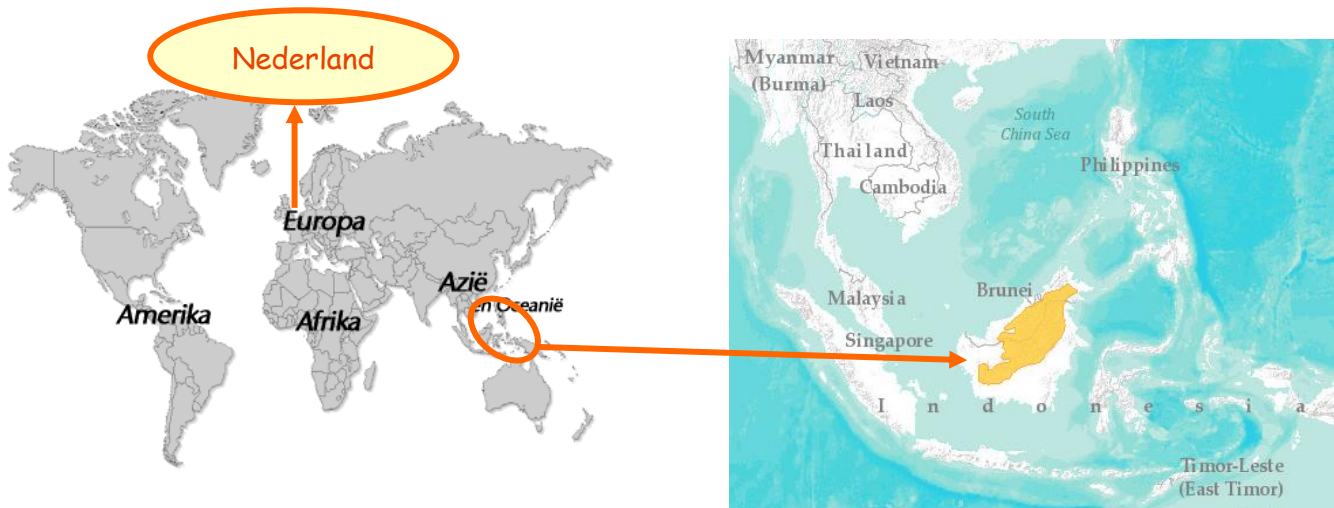 Nederland
Europa
Azië
en Oceanië
Amerika
Afrika
Myanmar
(Burma)
Vietnam
Laos
South
China Sea
Thailand
Philippines
Cambodia
Brunei
Malaysia
Singapore
Indonesia
Timor-Leste
(East Timor)